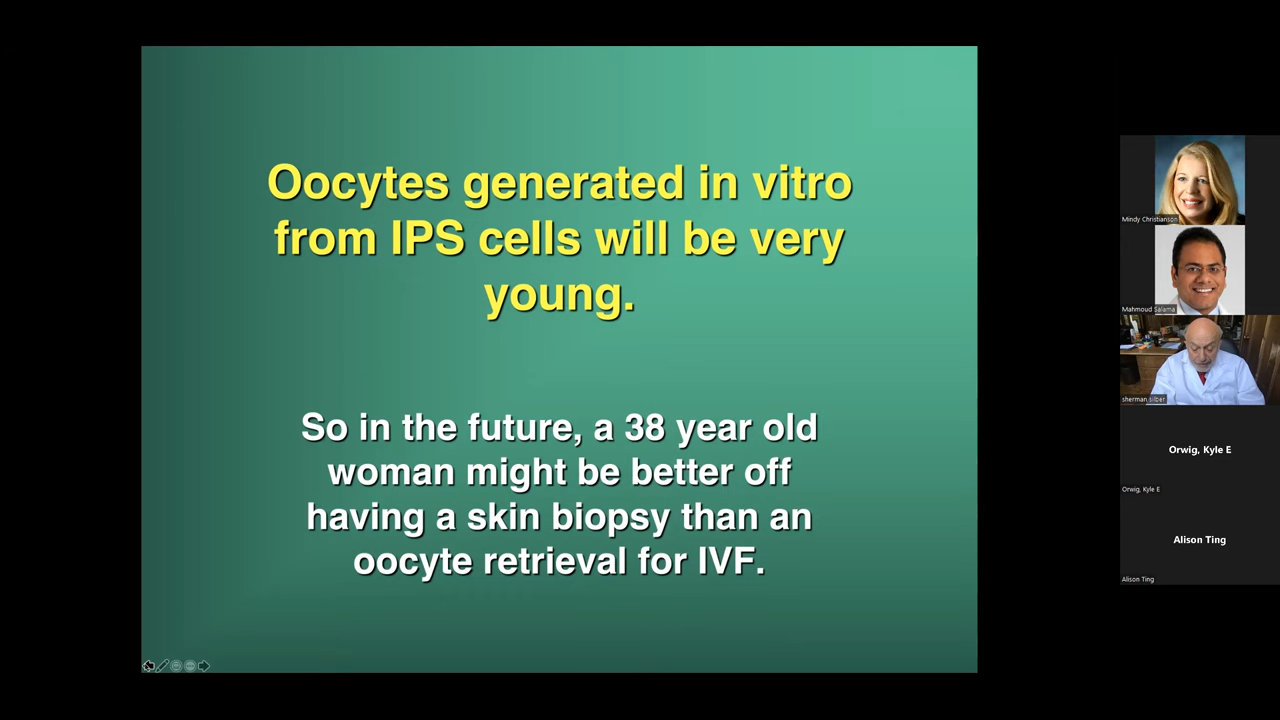 Oocytes generated in vitro
from IPS cells will be very
young.
So in the future, a 38 year old
woman might be better off
having a skin biopsy than an
oocyte retrieval for IVF.
Mindy Christianson
Mahmoud Salama
sherman silber
Orwig, Kyle E
Orwig, Kyle E
Alison Ting
Alison Ting